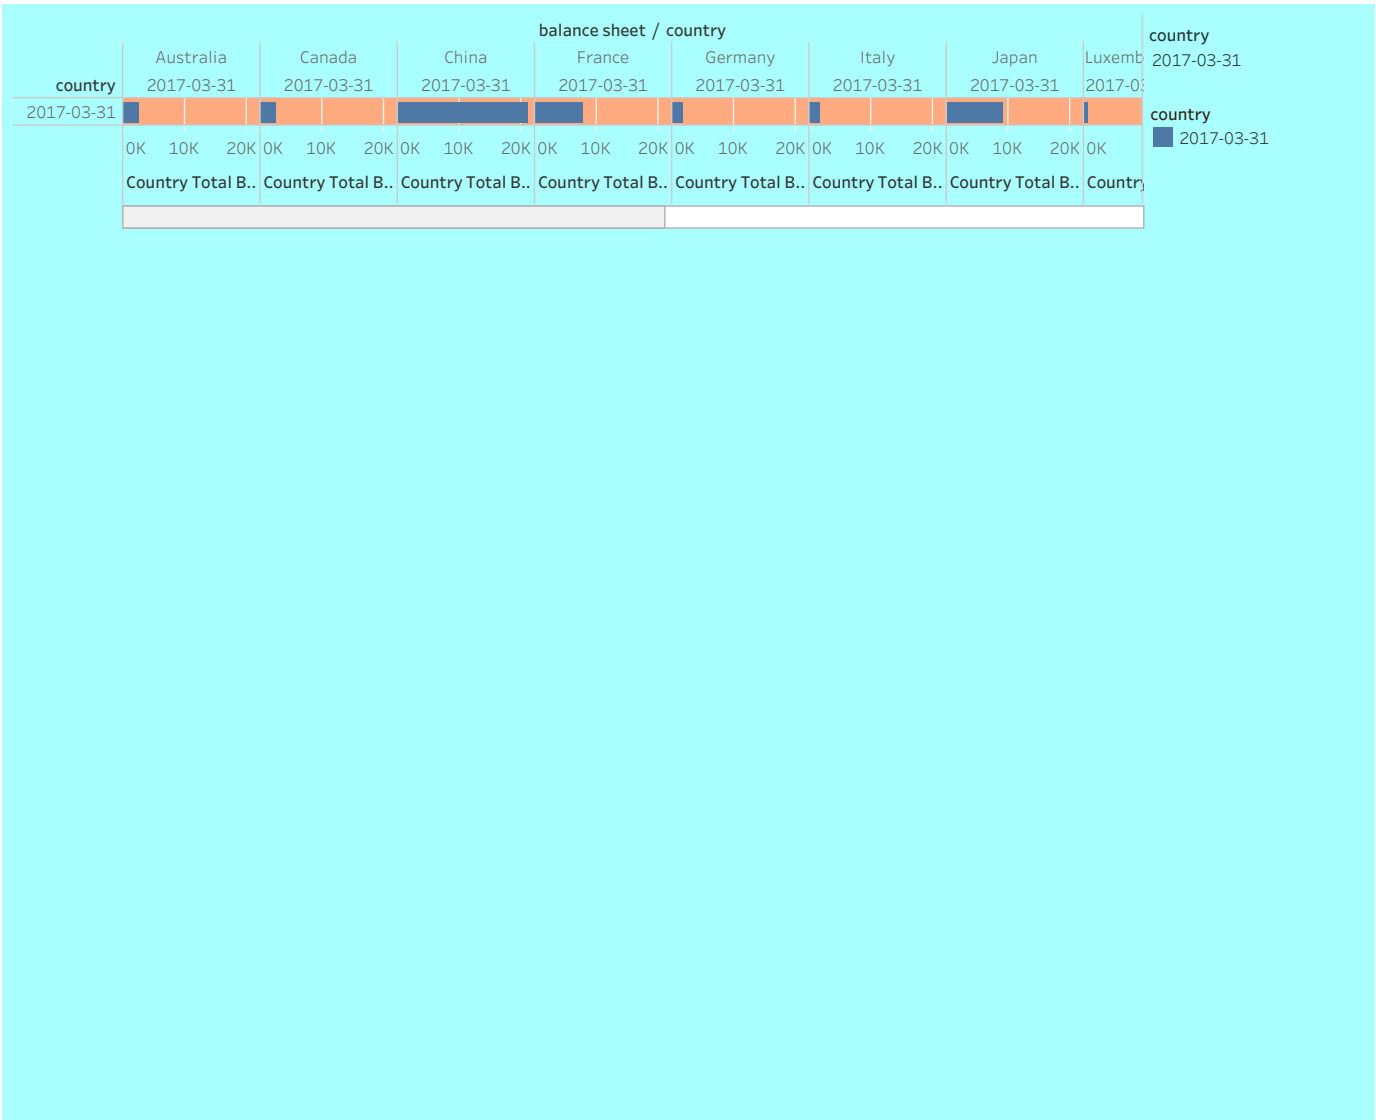 balance sheet / country
Australia Canada China France Germany Italy Japan Luxemb
country 2017-03-31 2017-03-31 2017-03-31 2017-03-31 2017-03-31 2017-03-31 2017-03-31 2017-03
2017-03-31
0K 10K 20K 0K 10K 20K 0K 10K 20K 0K 10K 20K 0K 10K 20K 0K 10K 20K 0K 10K 20K 0K
Country Total B.. Country Total B.. Country Total B.. Country Total B.. Country Total B.. Country Total B.. Country Total B.. Country
country
2017-03-31
country
2017-03-31